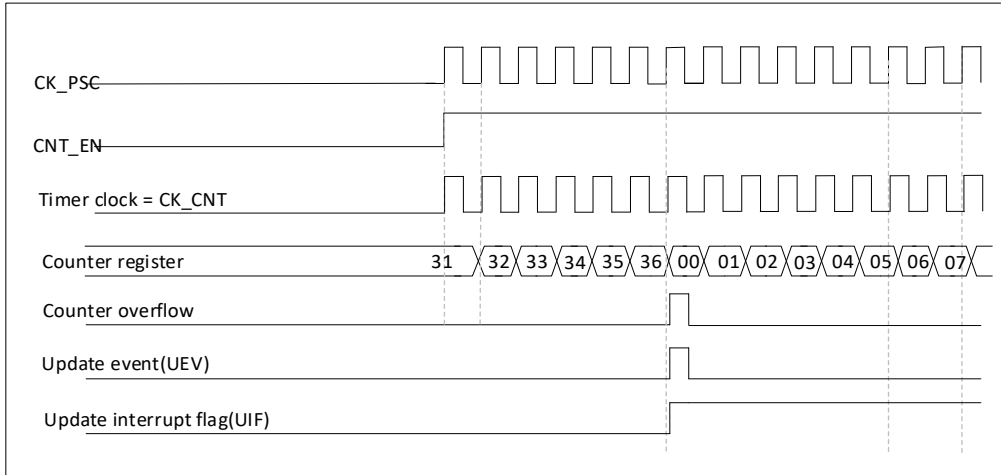 CK_PSC
CNT_EN
Timer clock = CK_CNT
Counter register 31 32 33 34 35 36 00 01 02 03 04 05 06 07
Counter overflow
Update event(UEV)
Update interrupt flag(UIF)